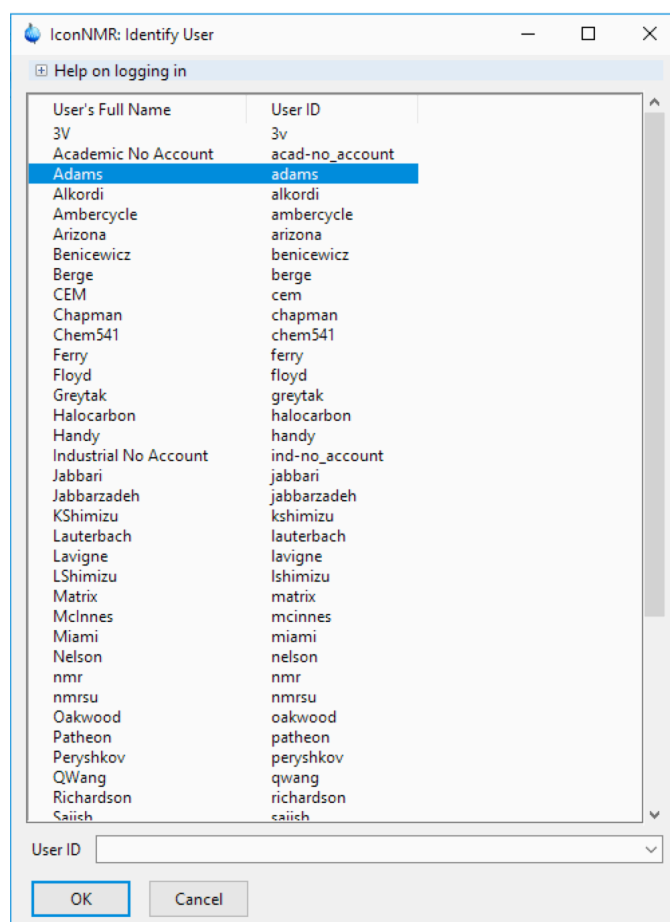 IconNMR: Identify User
Help on logging in
User's Full Name User ID
3V 3v
Academic No Account acad-no_account
Adams adams
Alkordi alkordi
Ambercycle ambercycle
Arizona arizona
Benicewicz benicewicz
Berge berge
CEM cem
Chapman chapman
Chem541 chem541
Ferry ferry
Floyd floyd
Greytak greytak
Halocarbon halocarbon
Handy handy
Industrial No Account ind-no_account
Jabbari jabbari
Jabbarzadeh jabbarzadeh
KShimizu kshimizu
Lauterbach lauterbach
Lavigne lavigne
LShimizu lshimizu
Matrix matrix
McInnes mcinnes
Miami miami
Nelson nelson
nmr nmr
nmrsu nmrsu
Oakwood oakwood
Patheon patheon
Peryshkov peryshkov
QWang qwang
Richardson richardson
User ID
OK Cancel